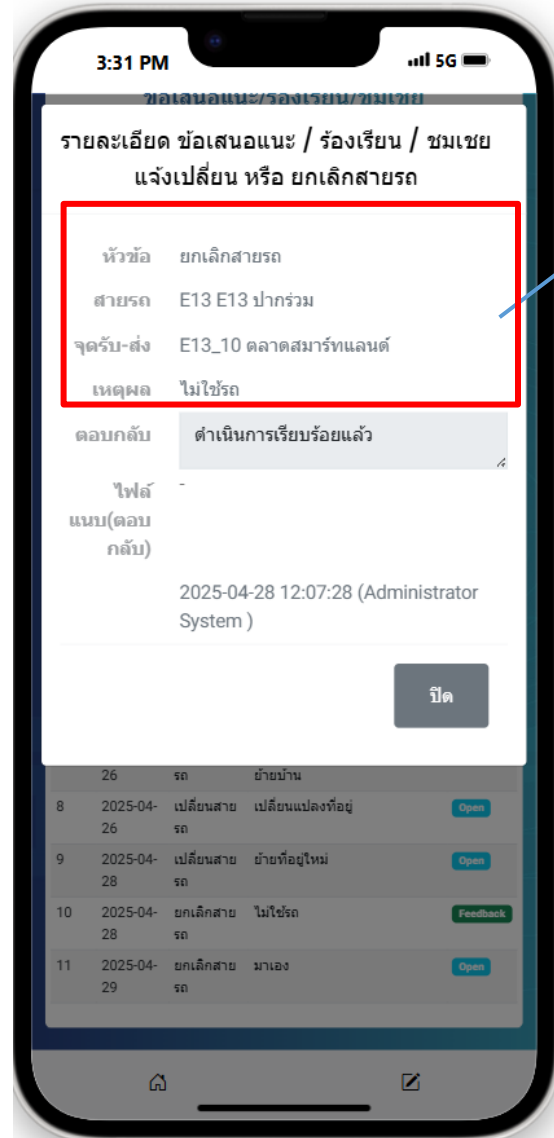 3:31 PM
5G
ข้อเสนอแนะ/ร้องเรียน/ชมเชย
รายละเอียด ข้อเสนอแนะ / ร้องเรียน / ชมเชย
แจ้งเปลี่ยน หรือ ยกเลิกสายรถ
หัวข้อ ยกเลิกสายรถ
สายรถ E13 E13 ปากร่วม
จุดรับ-ส่ง E13_10 ตลาดสมาร์ทแลนด์
เหตุผล ไม่ใช้รถ
ตอบกลับ ดำเนินการเรียบร้อยแล้ว
ไฟล์ -
แนบ(ตอบ
กลับ)
2025-04-28 12:07:28 (Administrator
System )
ปิด
26 รถ ย้ายบ้าน
8 2025-04- เปลี่ยนสาย เปลี่ยนแปลงที่อยู่ Open
26 รถ
9 2025-04- เปลี่ยนสาย ย้ายที่อยู่ใหม่ Open
28 รถ
10 2025-04- ยกเลิกสาย ไม่ใช้รถ Feedback
28 รถ
11 2025-04- ยกเลิกสาย มาเอง Open
29 รถ